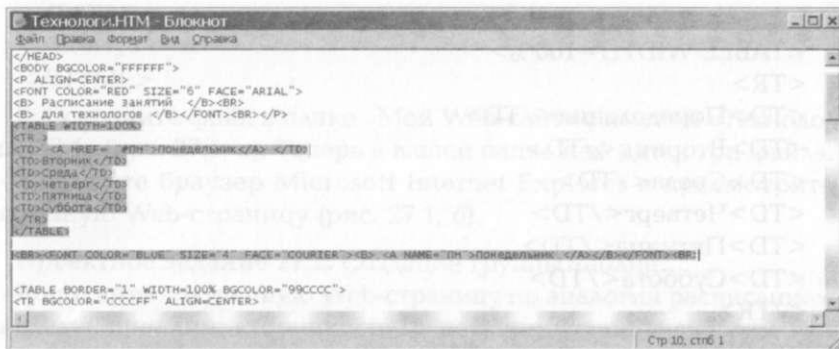 Технологи.HTM - Блокнот
Файл Правка Формат Вид Справка
</HEAD>
<BODY BGCOLOR="FFFFFF">
<P ALIGN=CENTER>
<FONT COLOR="RED" SIZE="6" FACE="ARIAL">
<B> Расписание занятий </B><BR>
<B> для технологов </B></FONT><BR></P>
<TABLE WIDTH=100%>
<TR>
<TD> <A HREF="#ПН">Понедельник</A> </TD>
<TD>Вторник</TD>
<TD>Среда</TD>
<TD>Четверг</TD>
<TD>Пятница</TD>
<TD>Суббота</TD>
</TR>
</TABLE>
<BR><FONT COLOR="BLUE" SIZE="4" FACE="COURIER"><B> <A NAME="ПН">Понедельник </A></B></FONT><BR>
<TABLE BORDER="1" WIDTH=100% BGCOLOR="99CCCC">
<TR BGCOLOR="CCCCFF" ALIGN=CENTER>
Стр 10, стлб 1